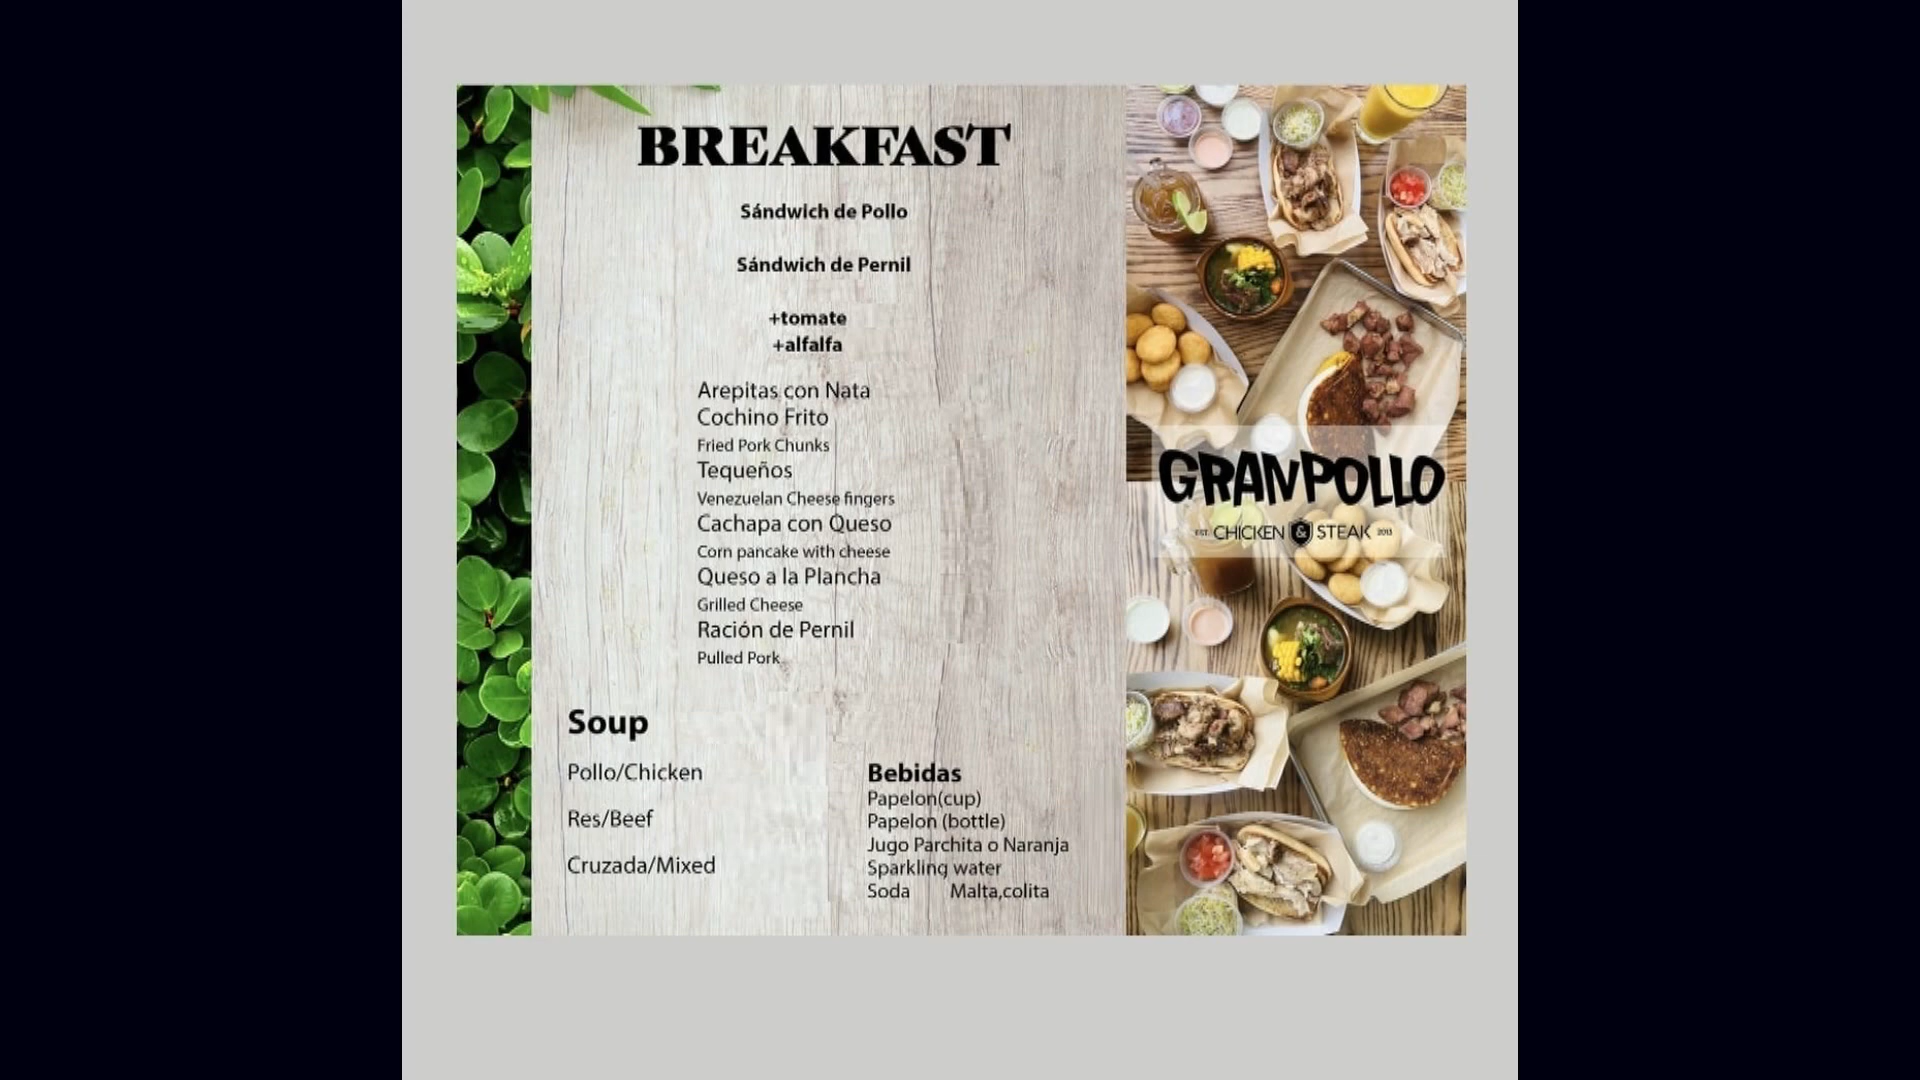 BREAKFAST
Sándwich de Pollo
Sándwich de Pernil
+tomate
+alfalfa
Arepitas con Nata
Cochino Frito
Fried Pork Chunks
Tequeños
Venezuelan Cheese fingers
Cachapa con Queso
Corn pancake with cheese
Queso a la Plancha
Grilled Cheese
Ración de Pernil
Pulled Pork
Soup
Pollo/Chicken
Res/Beef
Cruzada/Mixed
Bebidas
Papelon(cup)
Papelon (bottle)
Jugo Parchita o Naranja
Sparkling water
Soda Malta,colita
GRANPOLLO
EST. CHICKEN & STEAK 2013